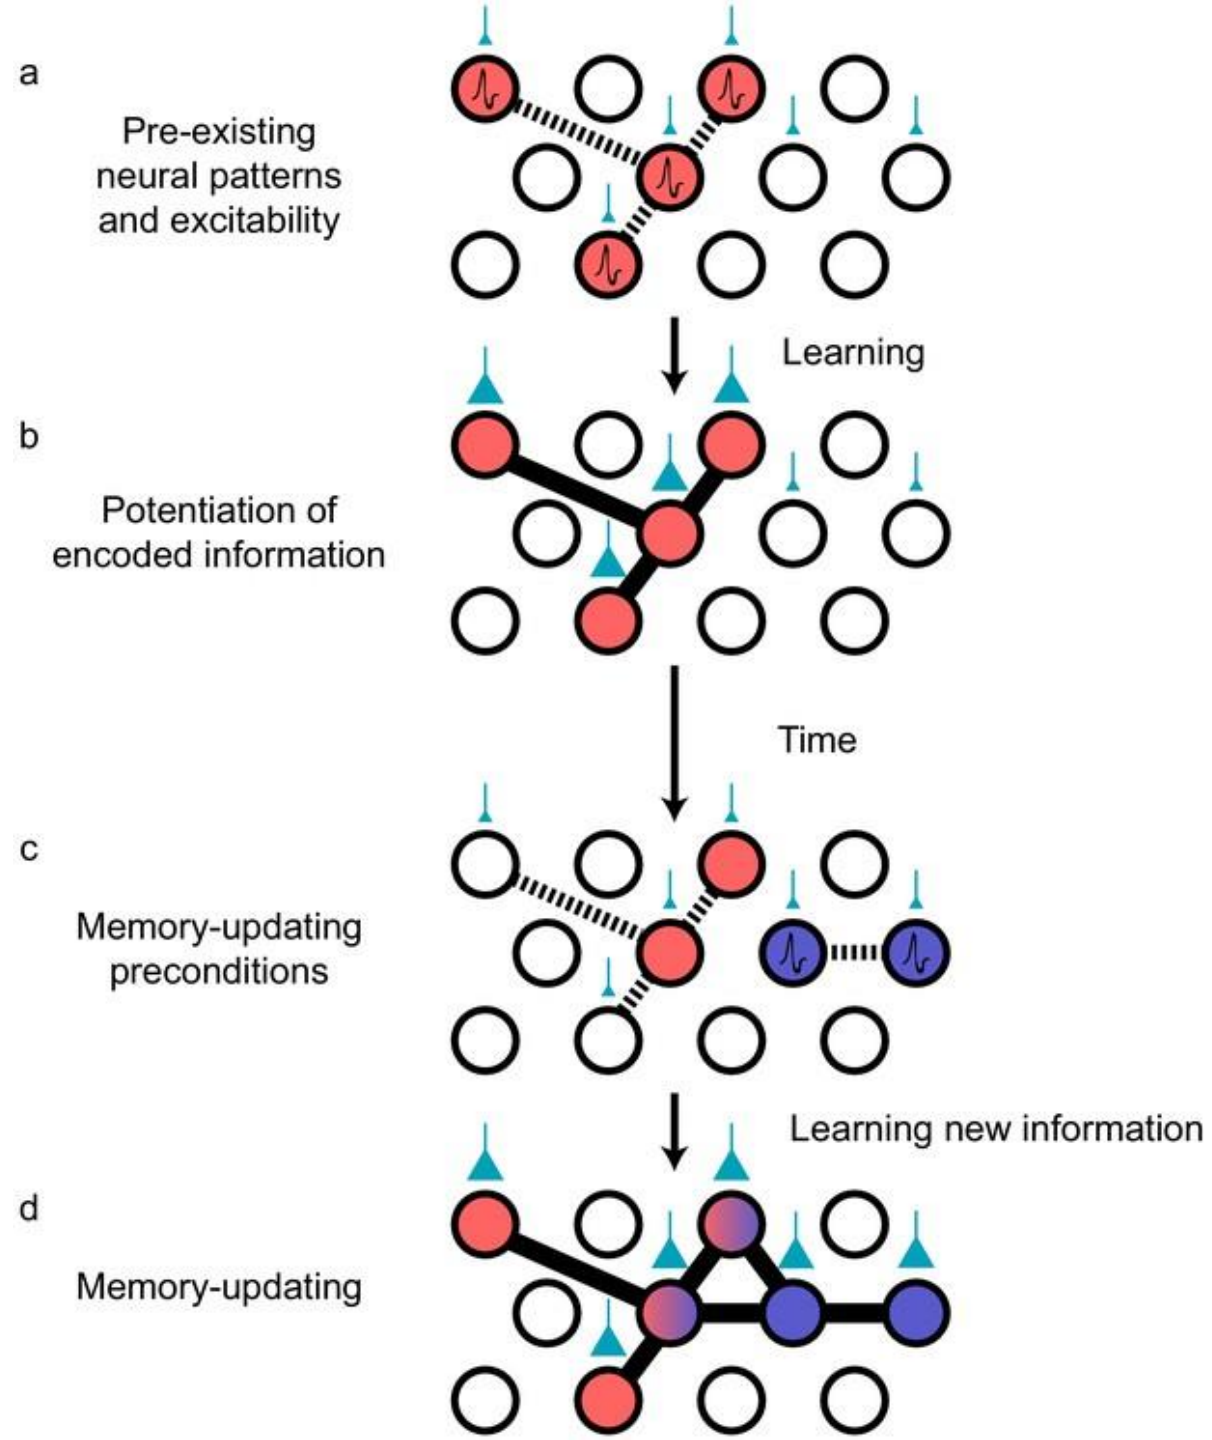 a
Pre-existing
neural patterns
and excitability
Learning
b
Potentiation of
encoded information
Time
c
Memory-updating
preconditions
Learning new information
d
Memory-updating